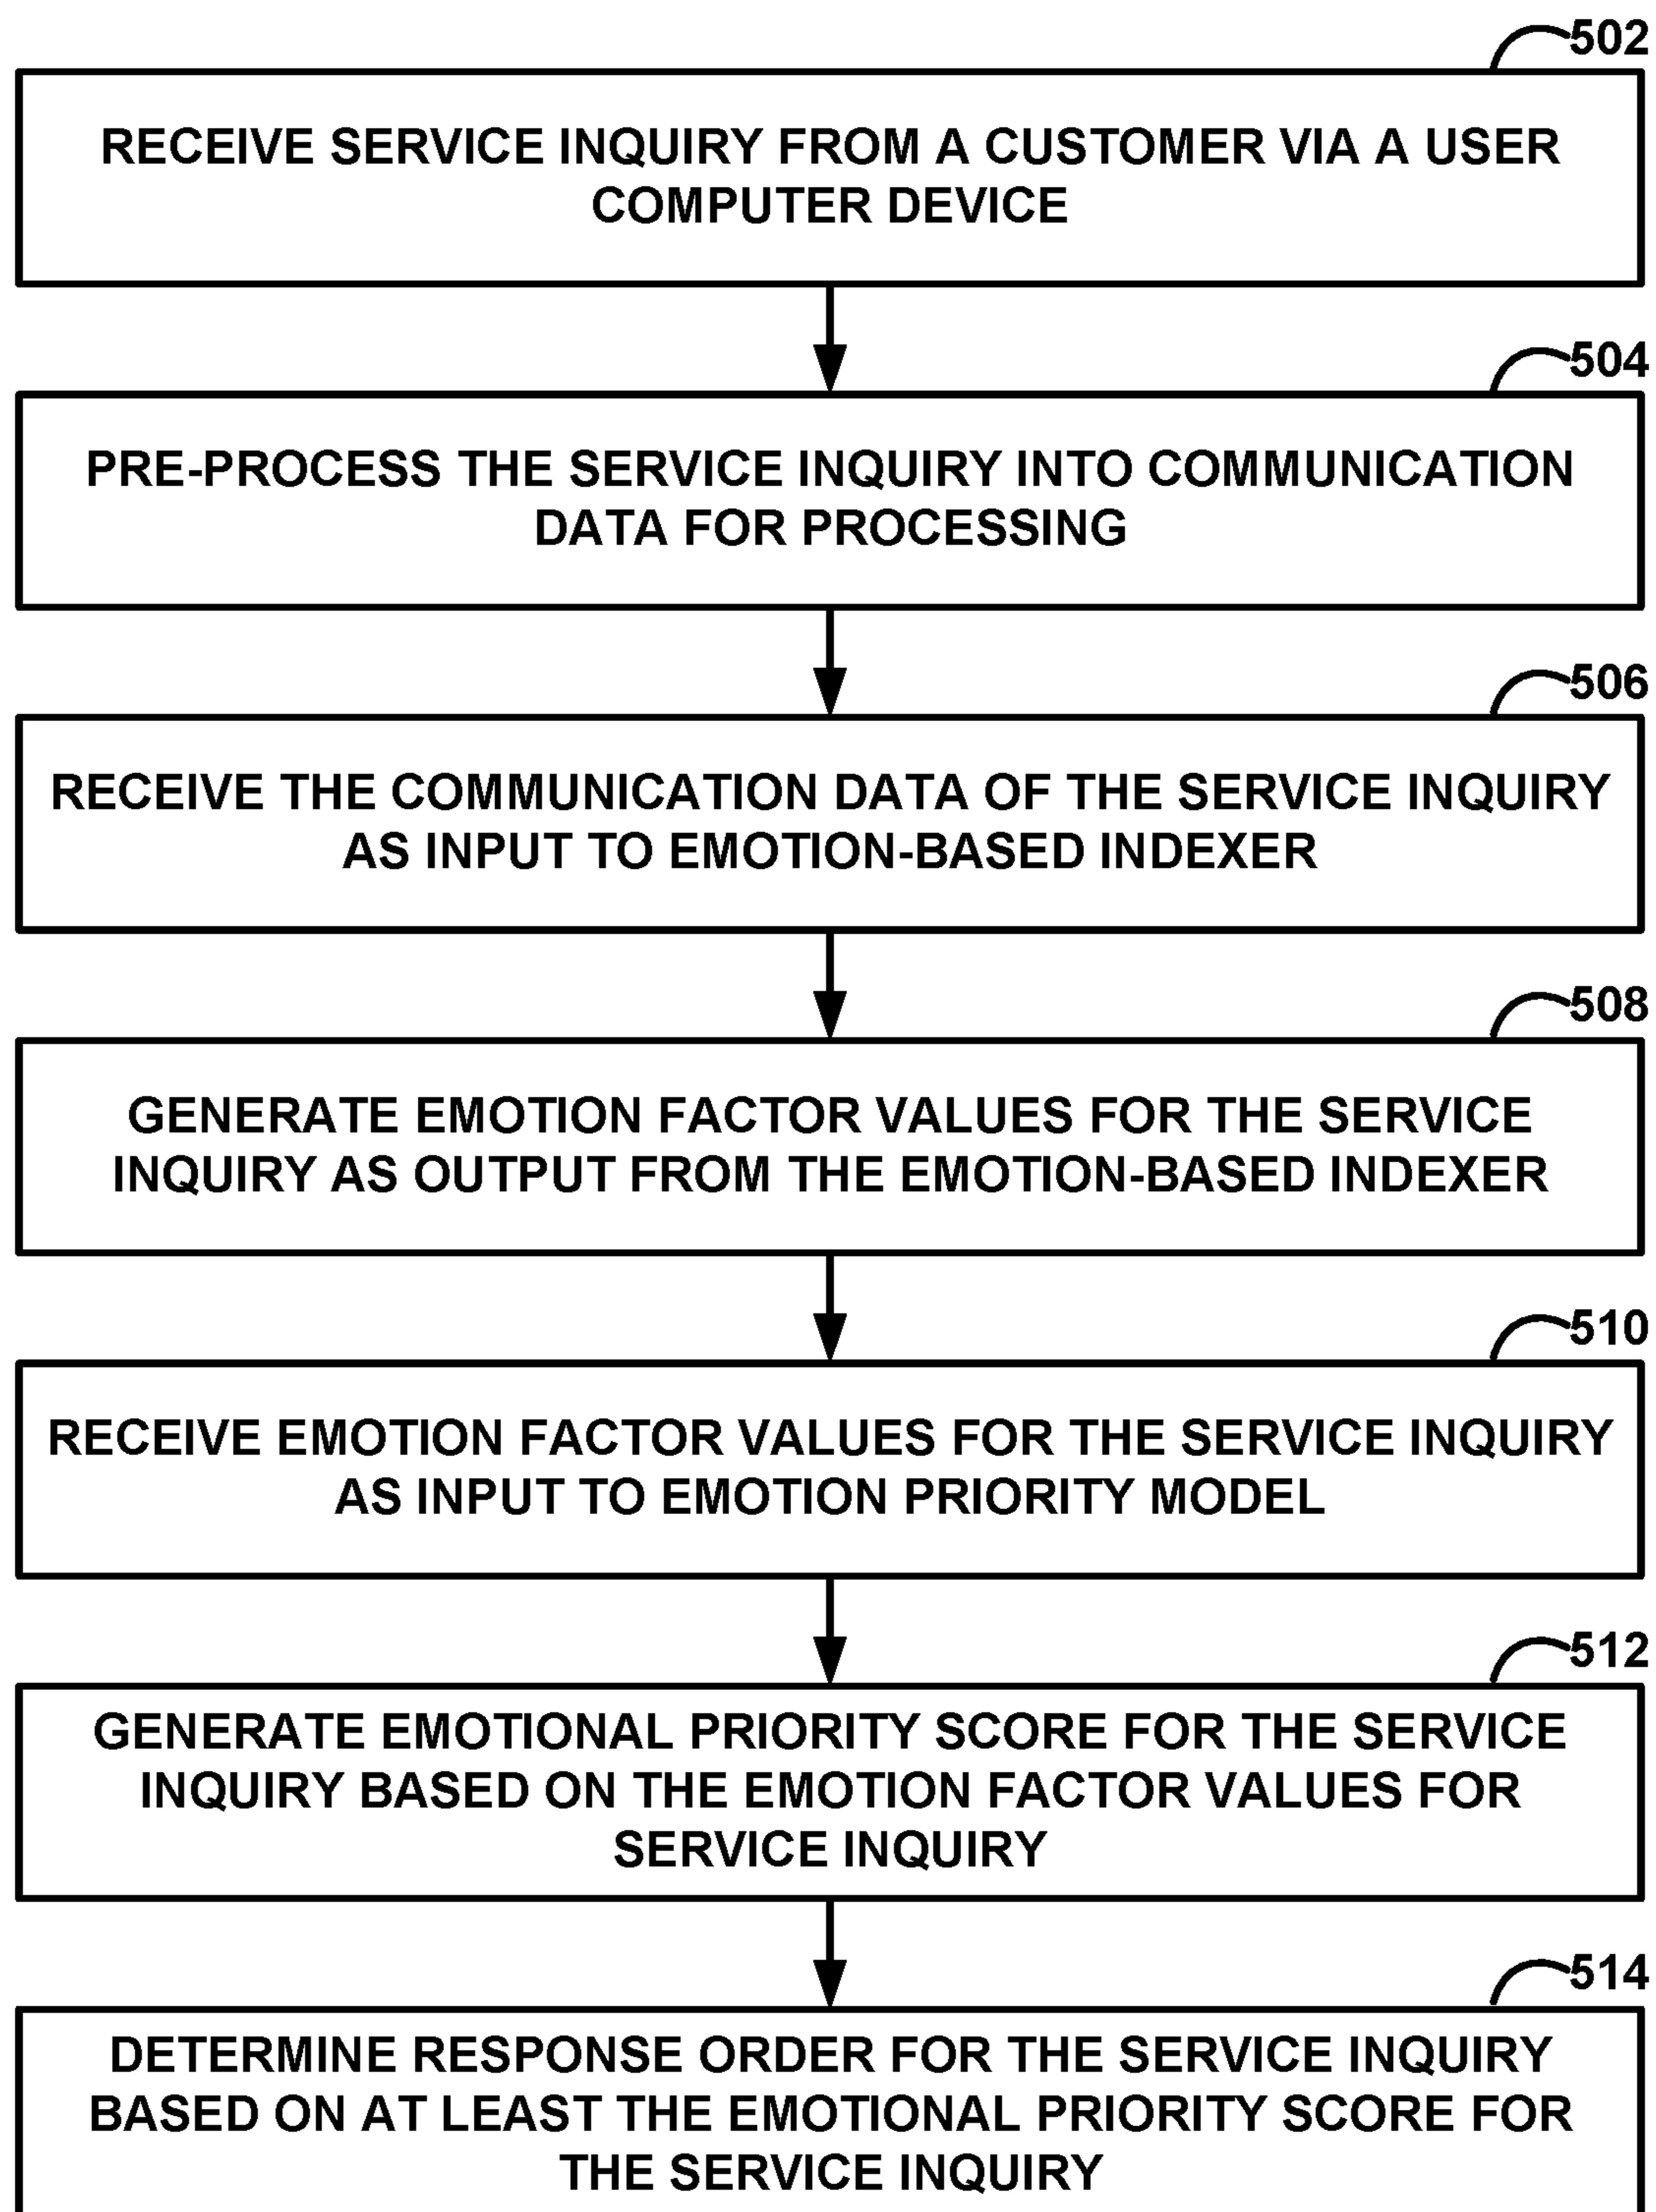 502
RECEIVE SERVICE INQUIRY FROM A CUSTOMER VIA A USER
COMPUTER DEVICE
504
PRE-PROCESS THE SERVICE INQUIRY INTO COMMUNICATION
DATA FOR PROCESSING
506
RECEIVE THE COMMUNICATION DATA OF THE SERVICE INQUIRY
AS INPUT TO EMOTION-BASED INDEXER
508
GENERATE EMOTION FACTOR VALUES FOR THE SERVICE
INQUIRY AS OUTPUT FROM THE EMOTION-BASED INDEXER
510
RECEIVE EMOTION FACTOR VALUES FOR THE SERVICE INQUIRY
AS INPUT TO EMOTION PRIORITY MODEL
512
GENERATE EMOTIONAL PRIORITY SCORE FOR THE SERVICE
INQUIRY BASED ON THE EMOTION FACTOR VALUES FOR
SERVICE INQUIRY
514
DETERMINE RESPONSE ORDER FOR THE SERVICE INQUIRY
BASED ON AT LEAST THE EMOTIONAL PRIORITY SCORE FOR
THE SERVICE INQUIRY